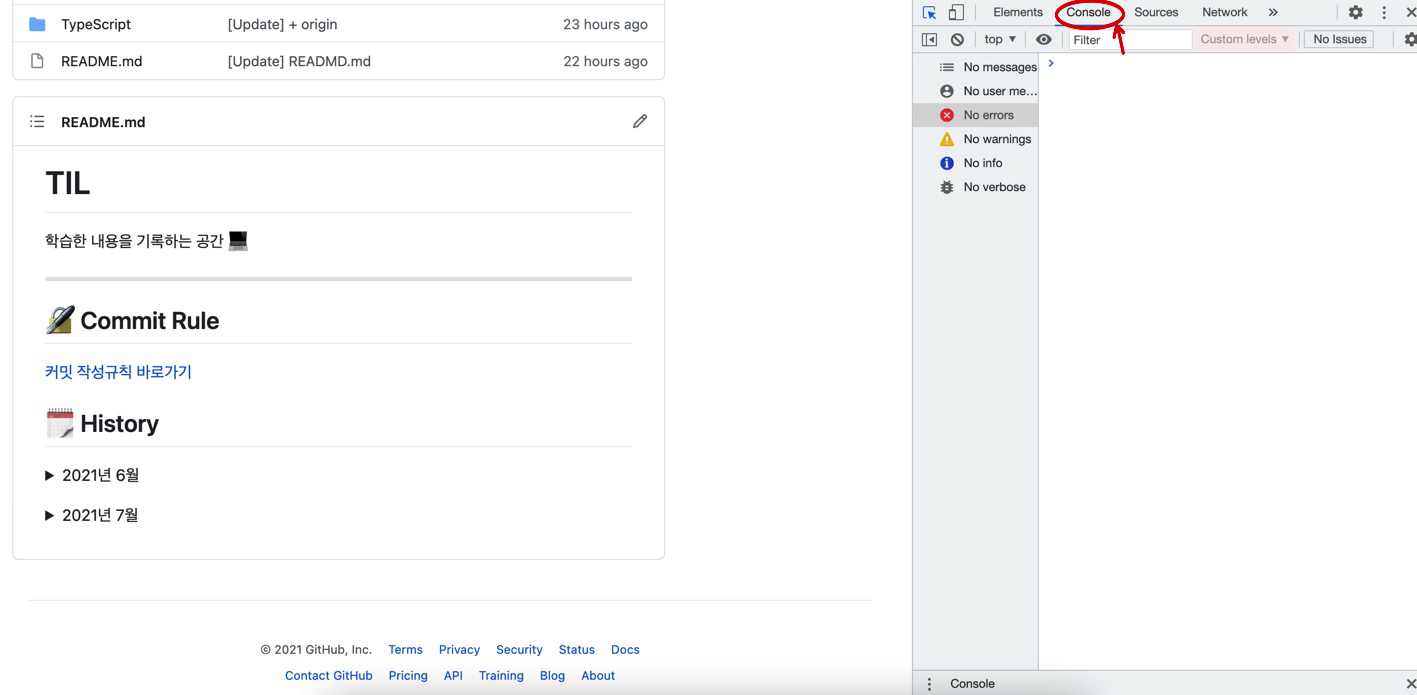 TypeScript [Update] + origin 23 hours ago
README.md [Update] READMD.md 22 hours ago
README.md
TIL
학습한 내용을 기록하는 공간
Commit Rule
커밋 작성규칙 바로가기
History
2021년 6월
2021년 7월
© 2021 GitHub, Inc. Terms Privacy Security Status Docs
Contact GitHub Pricing API Training Blog About
Elements Console Sources Network »
top Filter Custom levels No Issues
No messages
No user me...
No errors
No warnings
No info
No verbose
Console